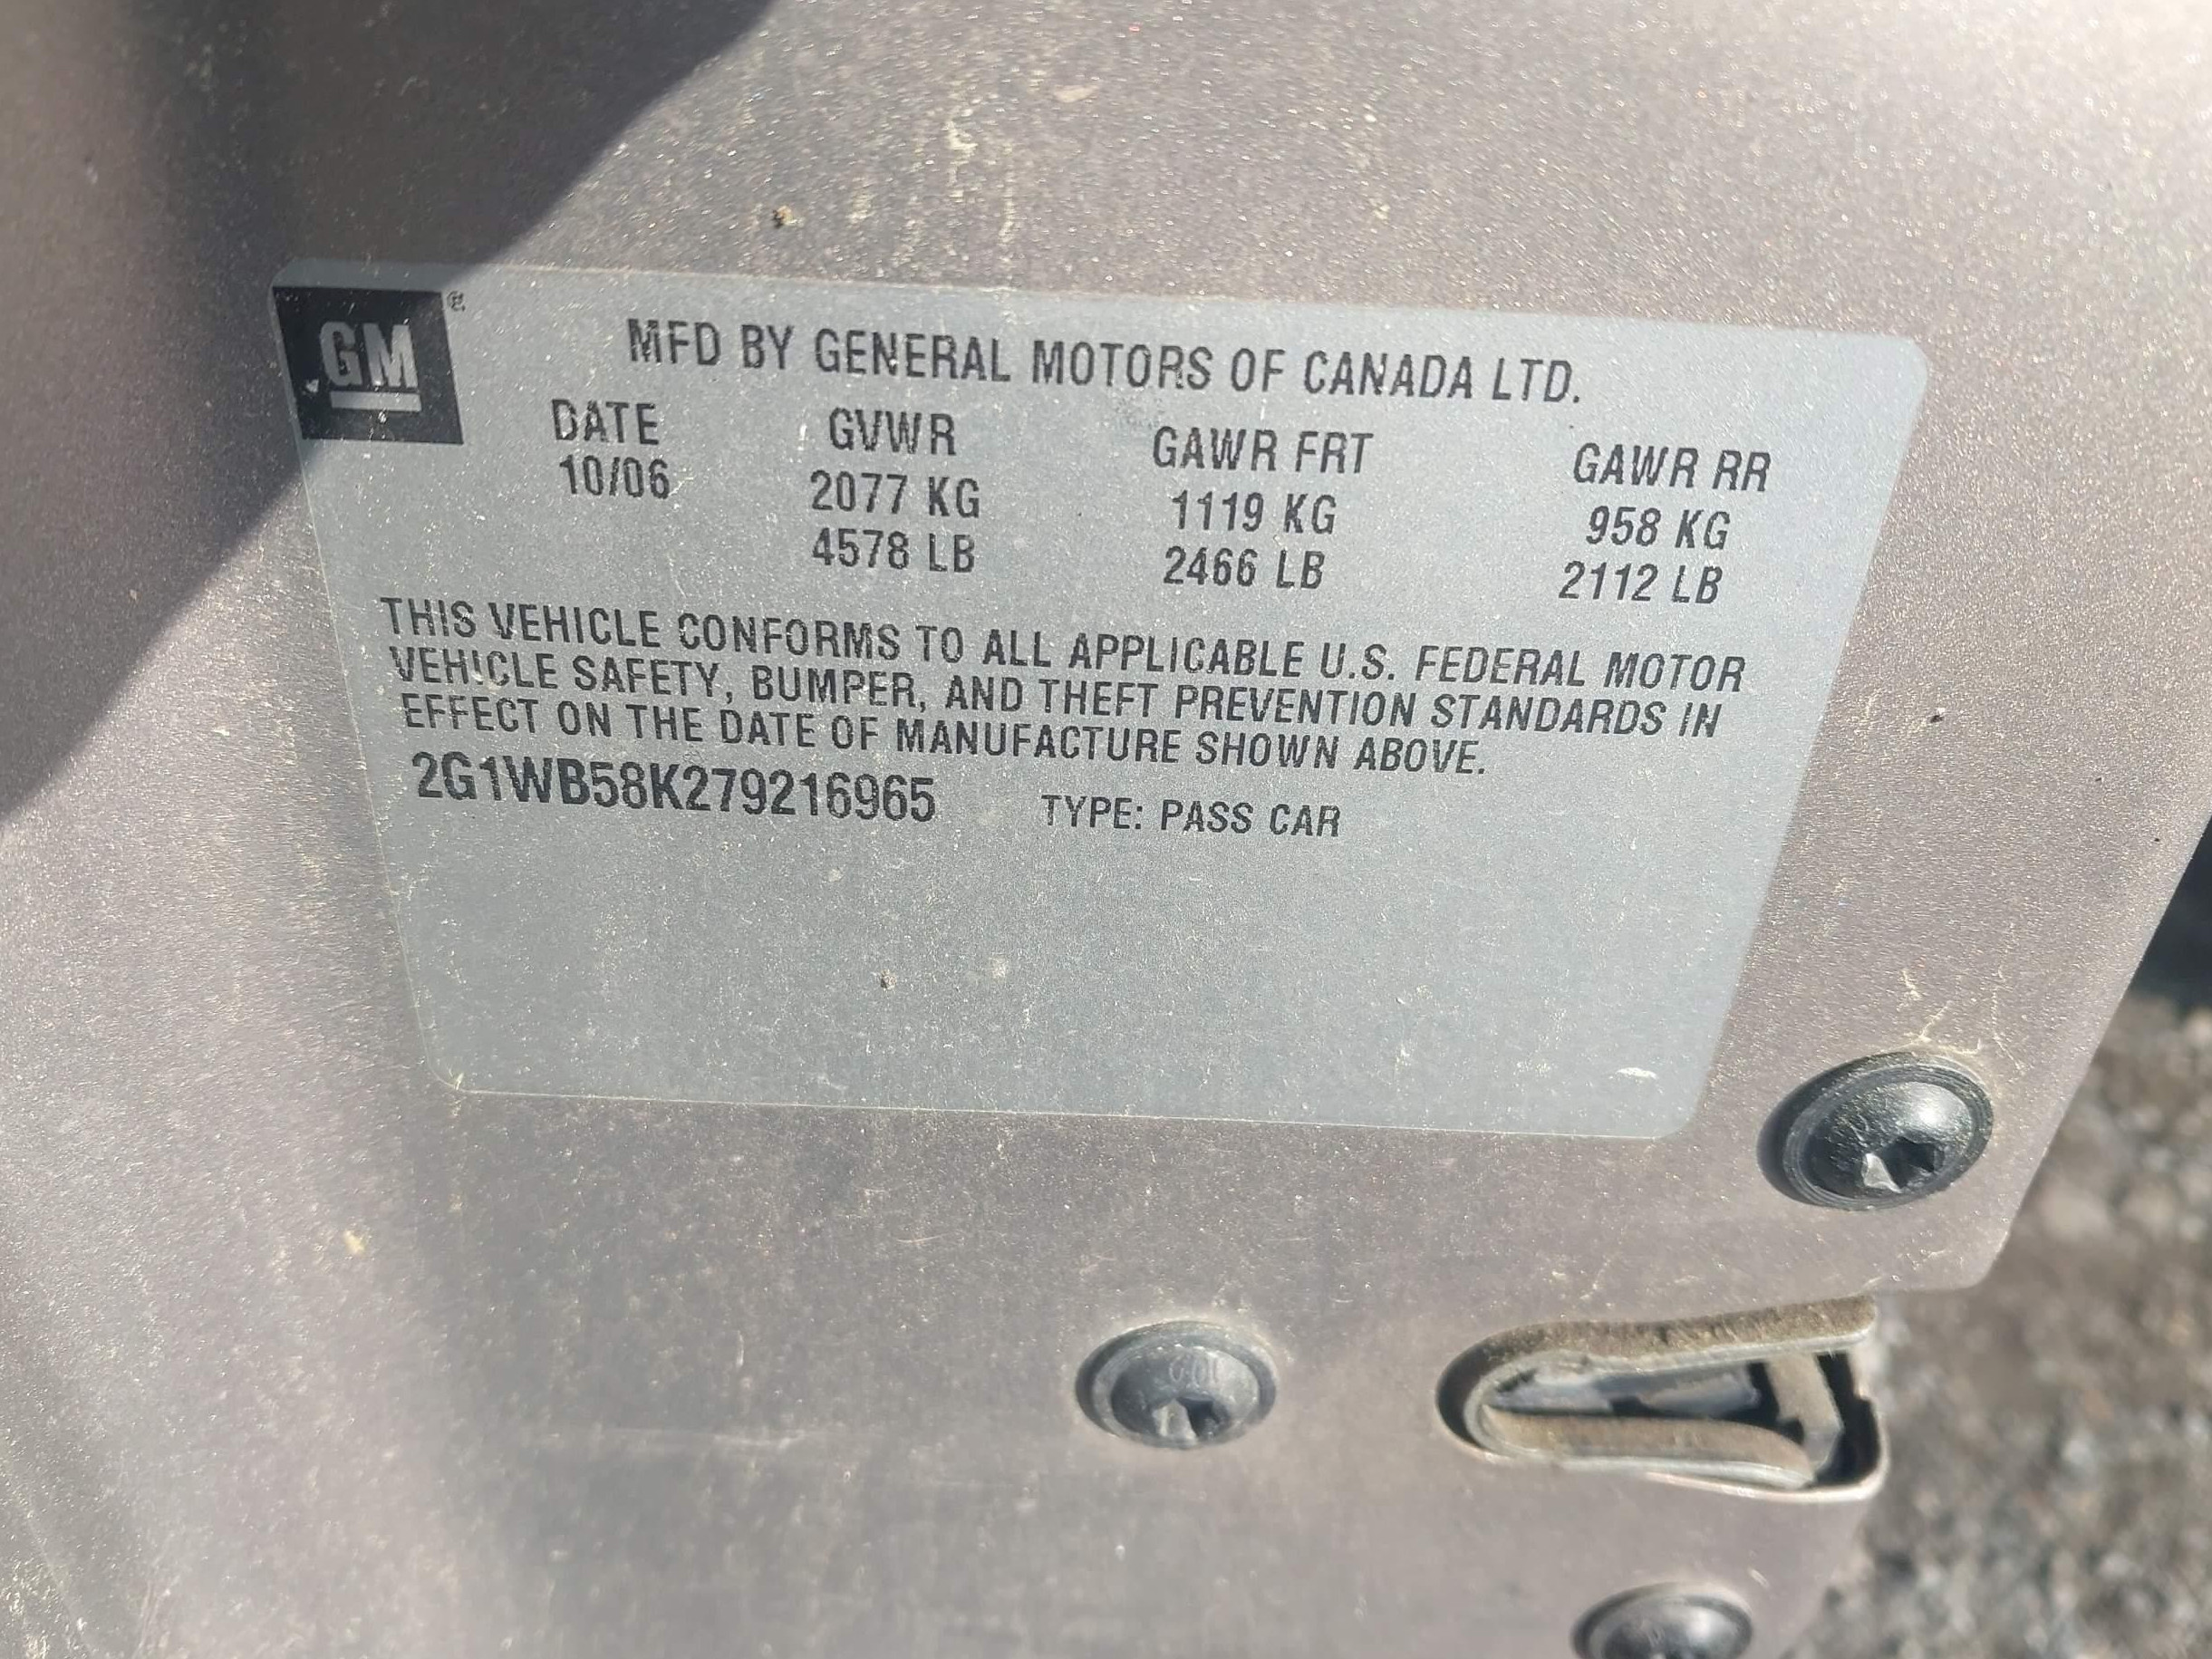 GM ®
MFD BY GENERAL MOTORS OF CANADA LTD.
DATE GVWR GAWR FRT GAWR RR
10/06 2077 KG 1119 KG 958 KG
4578 LB 2466 LB 2112 LB
THIS VEHICLE CONFORMS TO ALL APPLICABLE U.S. FEDERAL MOTOR
VEHICLE SAFETY, BUMPER, AND THEFT PREVENTION STANDARDS IN
EFFECT ON THE DATE OF MANUFACTURE SHOWN ABOVE.
2G1WB58K279216965 TYPE: PASS CAR